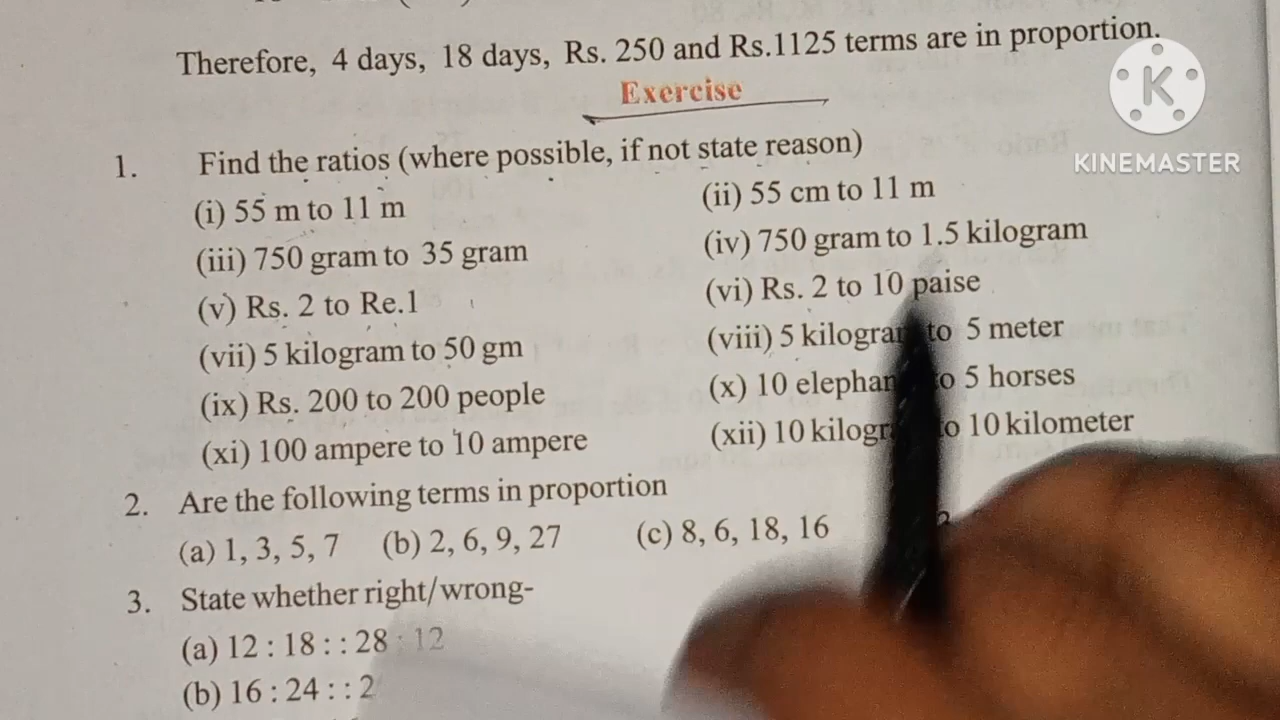 Therefore, 4 days, 18 days, Rs. 250 and Rs.1125 terms are in proportion.
Exercise
KINEMASTER
1. Find the ratios (where possible, if not state reason)
(i) 55 m to 11 m (ii) 55 cm to 11 m
(iii) 750 gram to 35 gram (iv) 750 gram to 1.5 kilogram
(v) Rs. 2 to Re.1 (vi) Rs. 2 to 10 paise
(vii) 5 kilogram to 50 gm (viii) 5 to 5 meter
(ix) Rs. 200 to 200 people (x) 10 5 horses
(xi) 100 ampere to 10 ampere (xii) 10 10 kilometer
2. Are the following terms in proportion
(a) 1, 3, 5, 7 (b) 2, 6, 9, 27 (c) 8, 6, 18, 16
3. State whether right/wrong-
(a) 12 : 18 : : 28 : 12
(b) 16 : 24 : : 2